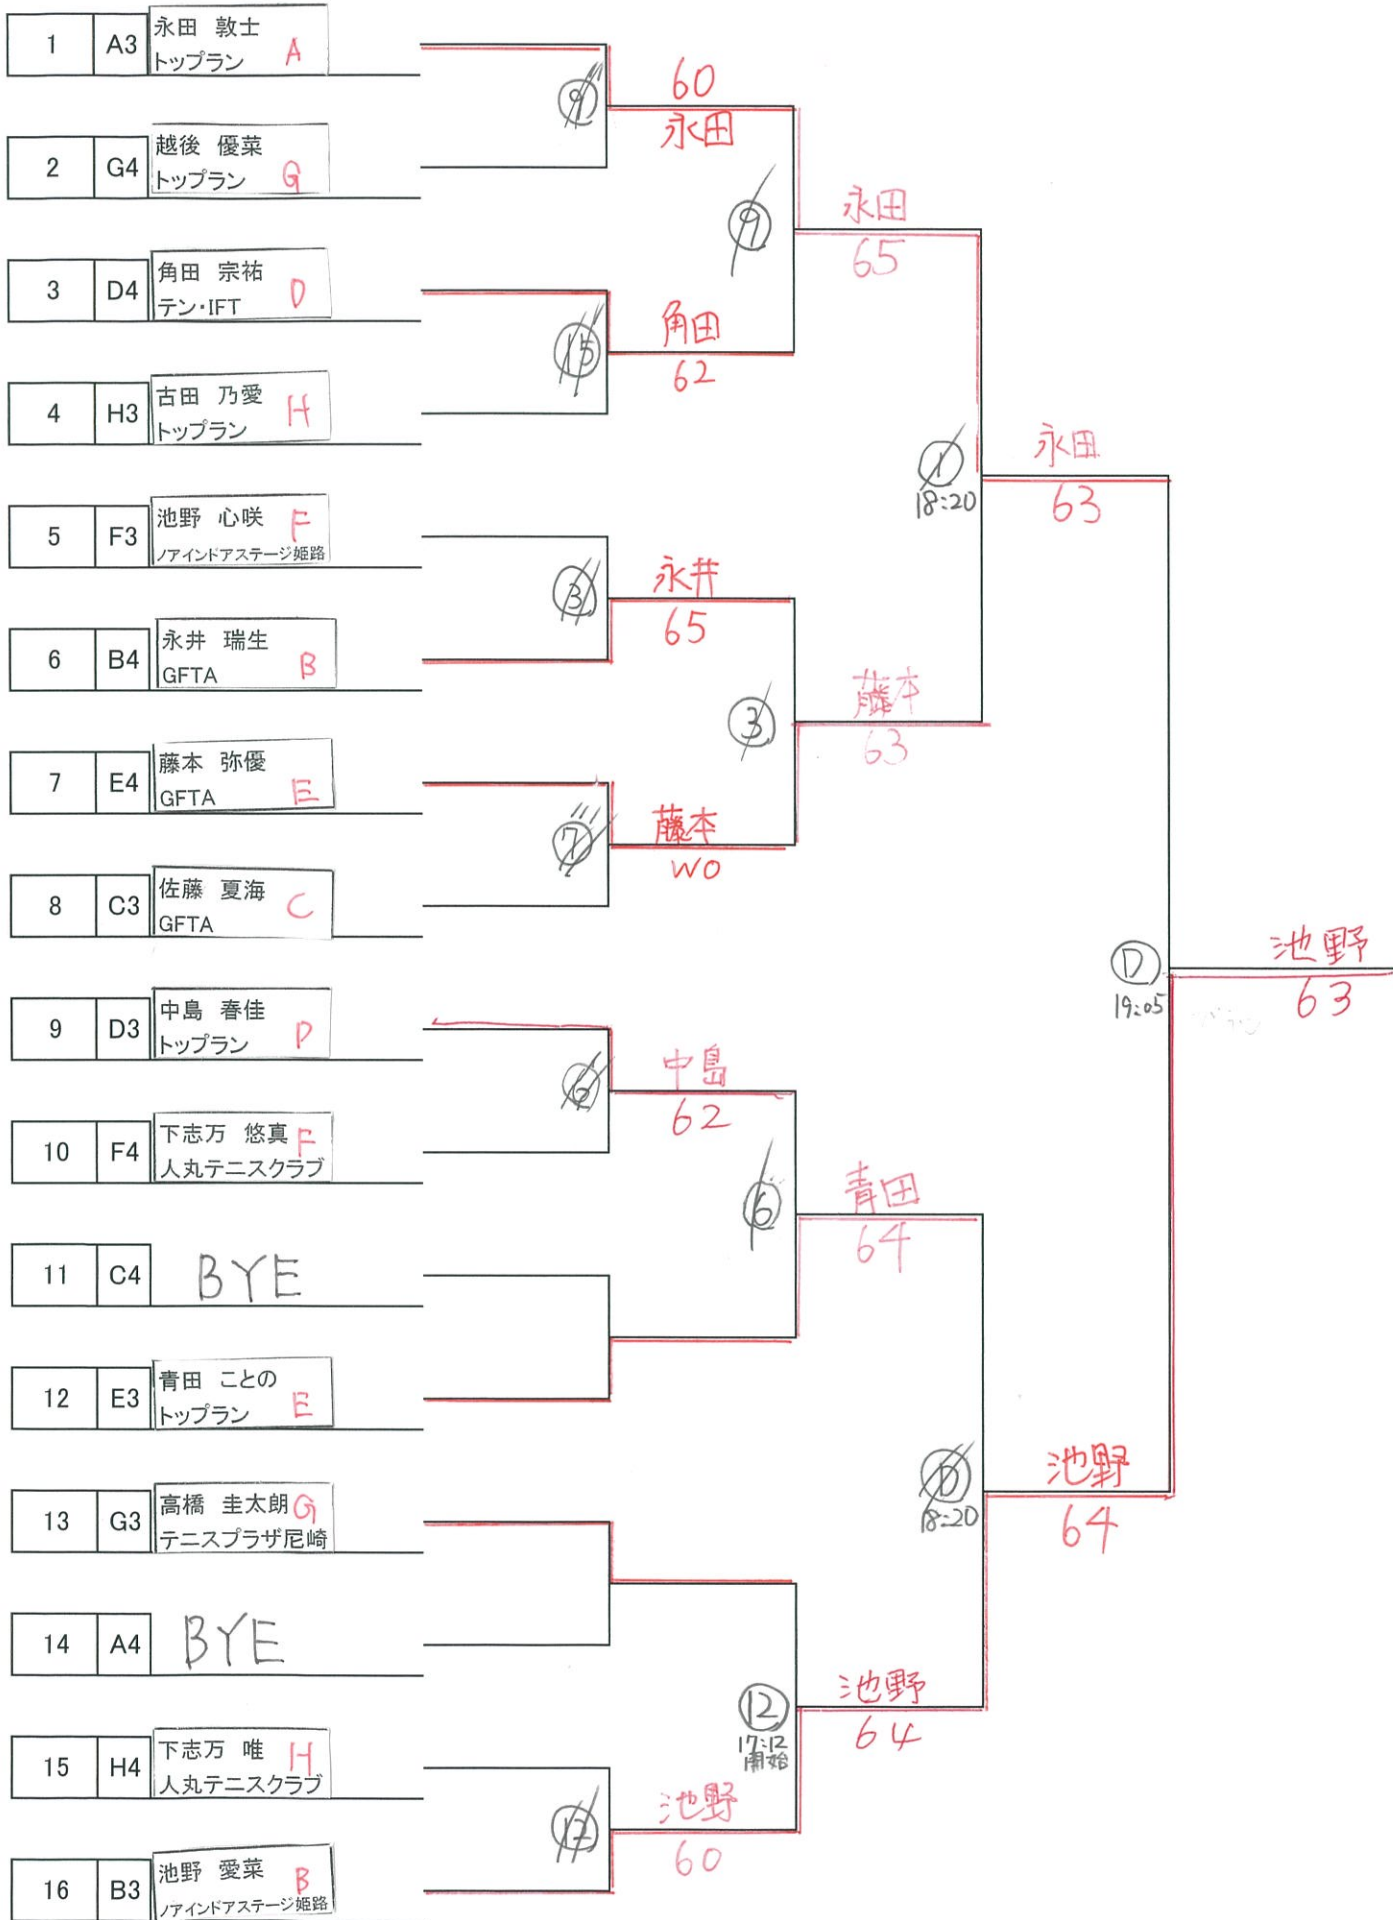 1 A3 永田 敦士
トップラン A
2 G4 越後 優菜
トップラン G
3 D4 角田 宗祐
テン・IFT D
4 H3 古田 乃愛
トップラン H
5 F3 池野 心咲 F
ノアインドアステージ姫路
6 B4 永井 瑞生
GFTA B
7 E4 藤本 弥優
GFTA E
8 C3 佐藤 夏海
GFTA C
9 D3 中島 春佳
トップラン D
10 F4 下志万 悠真 F
人丸テニスクラブ
11 C4 BYE
12 E3 青田 ことの
トップラン E
13 G3 高橋 圭太朗 G
テニスプラザ尼崎
14 A4 BYE
15 H4 下志万 唯 H
人丸テニスクラブ
16 B3 池野 愛菜 B
ノアインドアステージ姫路
9
60
永田
15
角田
62
3
永井
65
7
藤本
WO
6
中島
62
12
池野
60
9
永田
65
3
藤本
63
6
青田
64
12
17:12
開始
池野
64
1
18:20
永田
63
D
18:20
池野
64
D
19:05
池野
63